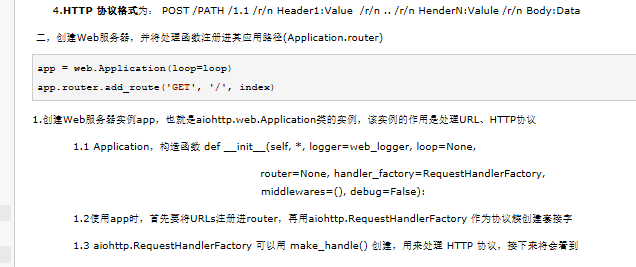 4.HTTP 协议格式为： POST /PATH /1.1 /r/n Header1:Value  /r/n .. /r/n HenderN:Valule /r/n Body:Data
二，创建Web服务器，并将处理函数注册进其应用路径(Application.router)
app = web.Application(loop=loop)
app.router.add_route('GET', '/', index)
1.创建Web服务器实例app，也就是aiohttp.web.Application类的实例，该实例的作用是处理URL、HTTP协议
1.1 Application，构造函数 def __init__(self, *, logger=web_logger, loop=None,
router=None, handler_factory=RequestHandlerFactory,
middlewares=(), debug=False):
1.2使用app时，首先要将URLs注册进router，再用aiohttp.RequestHandlerFactory 作为协议簇创建套接字
1.3 aiohttp.RequestHandlerFactory 可以用 make_handle() 创建，用来处理 HTTP 协议，接下来将会看到